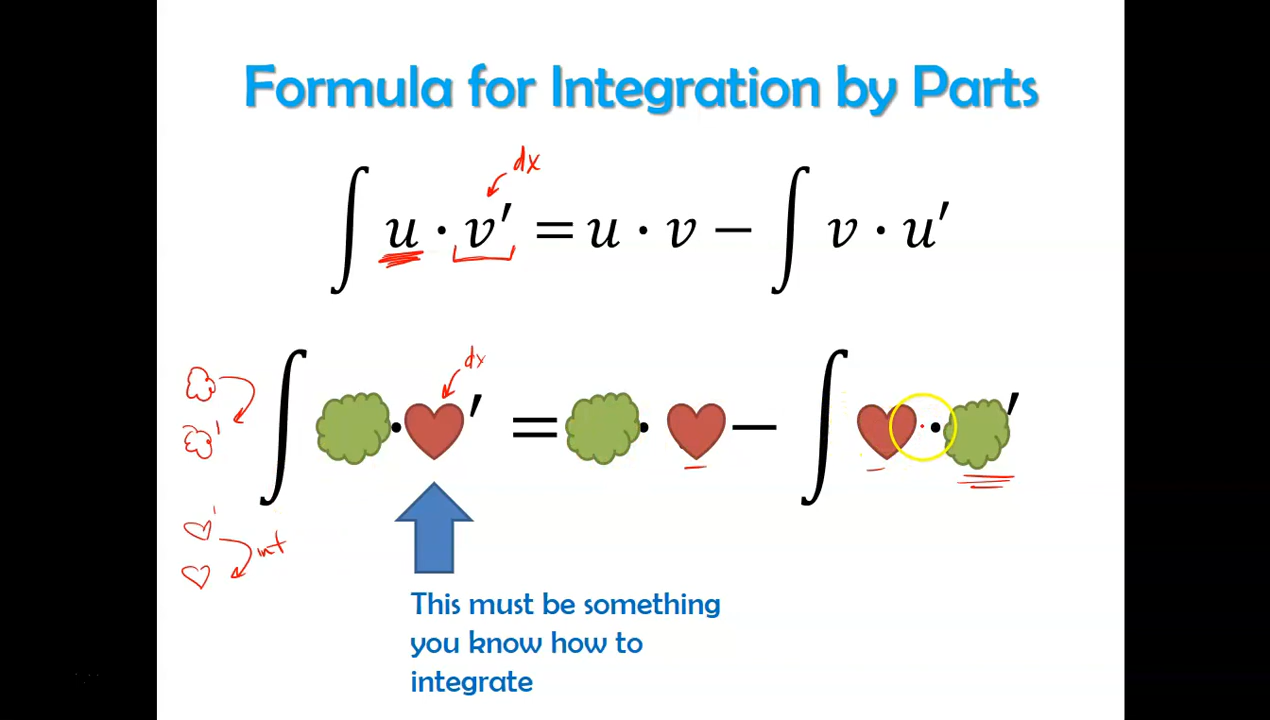 Formula for Integration by Parts
dx
∫ u · v′ = u · v − ∫ v · u′
dx
∫ · ′ = · − ∫ · ′
int
This must be something
you know how to
integrate